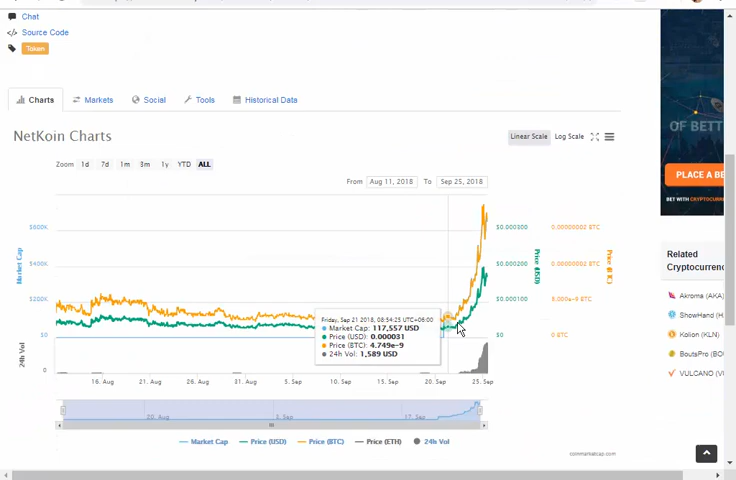 Chat
Source Code
Token
Charts
Markets
Social
Tools
Historical Data
NetKoin Charts
Linear Scale
Log Scale
Zoom 1d 7d 1m 3m 1y YTD ALL
From Aug 11, 2018 To Sep 25, 2018
$600K
$400K
$200K
$0
Market Cap
$0.000300
$0.000200
$0.000100
$0
Price (USD)
0.00000002 BTC
0.00000002 BTC
8.000e-9 BTC
0 BTC
Price (BTC)
Friday, Sep 21 2018, 08:54:25 UTC+06:00
Market Cap: 117,557 USD
Price (USD): 0.000031
Price (BTC): 4.749e-9
24h Vol: 1,589 USD
24h Vol
0
16. Aug 21. Aug 26. Aug 31. Aug 5. Sep 10. Sep 15. Sep 20. Sep 25. Sep
20. Aug 3. Sep 17. Sep
Market Cap Price (USD) Price (BTC) Price (ETH) 24h Vol
coinmarketcap.com
OF BETT
PLACE A BE
BET WITH CRYPTOCURR
Related
Cryptocurrenc
Akroma (AKA)
ShowHand (H
Kolion (KLN)
BoutsPro (BO
VULCANO (VUL